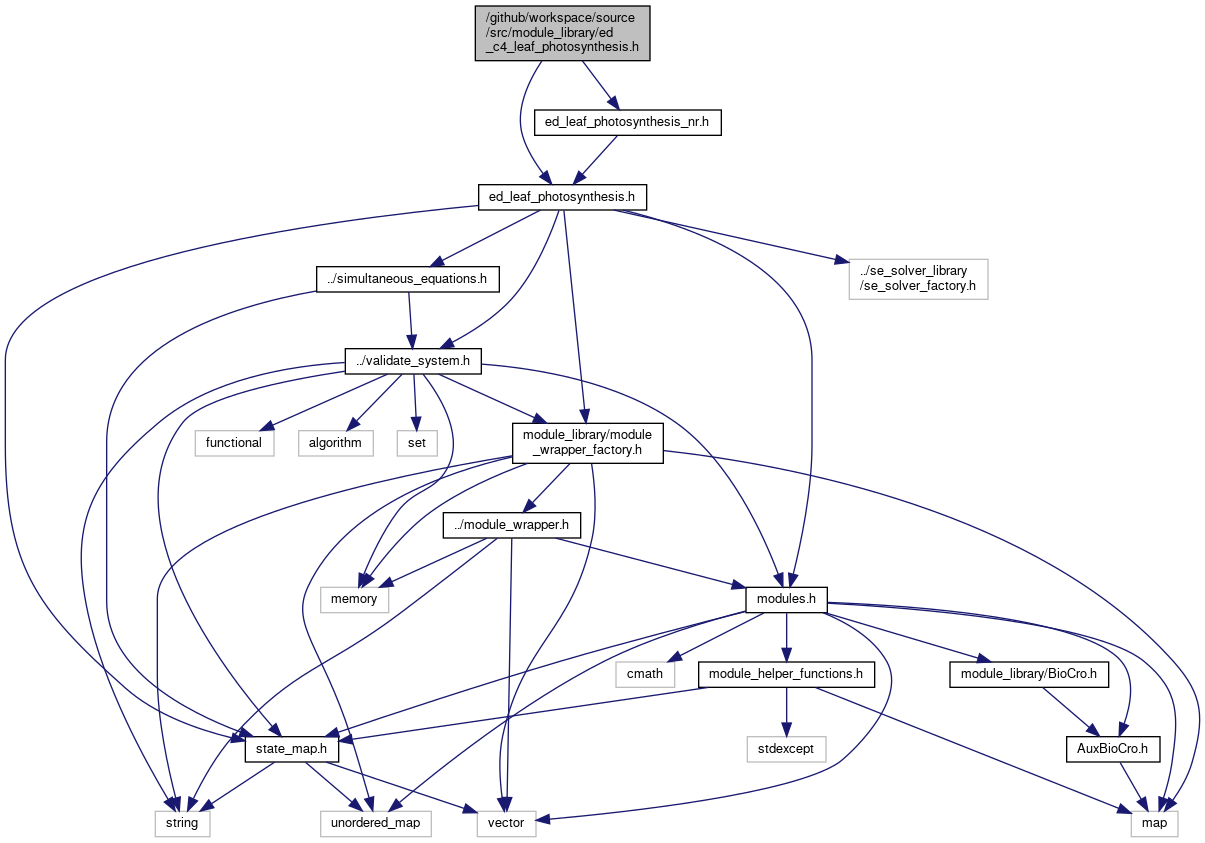 /github/workspace/source
/src/module_library/ed
_c4_leaf_photosynthesis.h
ed_leaf_photosynthesis_nr.h
ed_leaf_photosynthesis.h
../simultaneous_equations.h
../se_solver_library
/se_solver_factory.h
../validate_system.h
functional
algorithm
set
module_library/module
_wrapper_factory.h
../module_wrapper.h
memory
modules.h
cmath
module_helper_functions.h
module_library/BioCro.h
state_map.h
stdexcept
AuxBioCro.h
string
unordered_map
vector
map